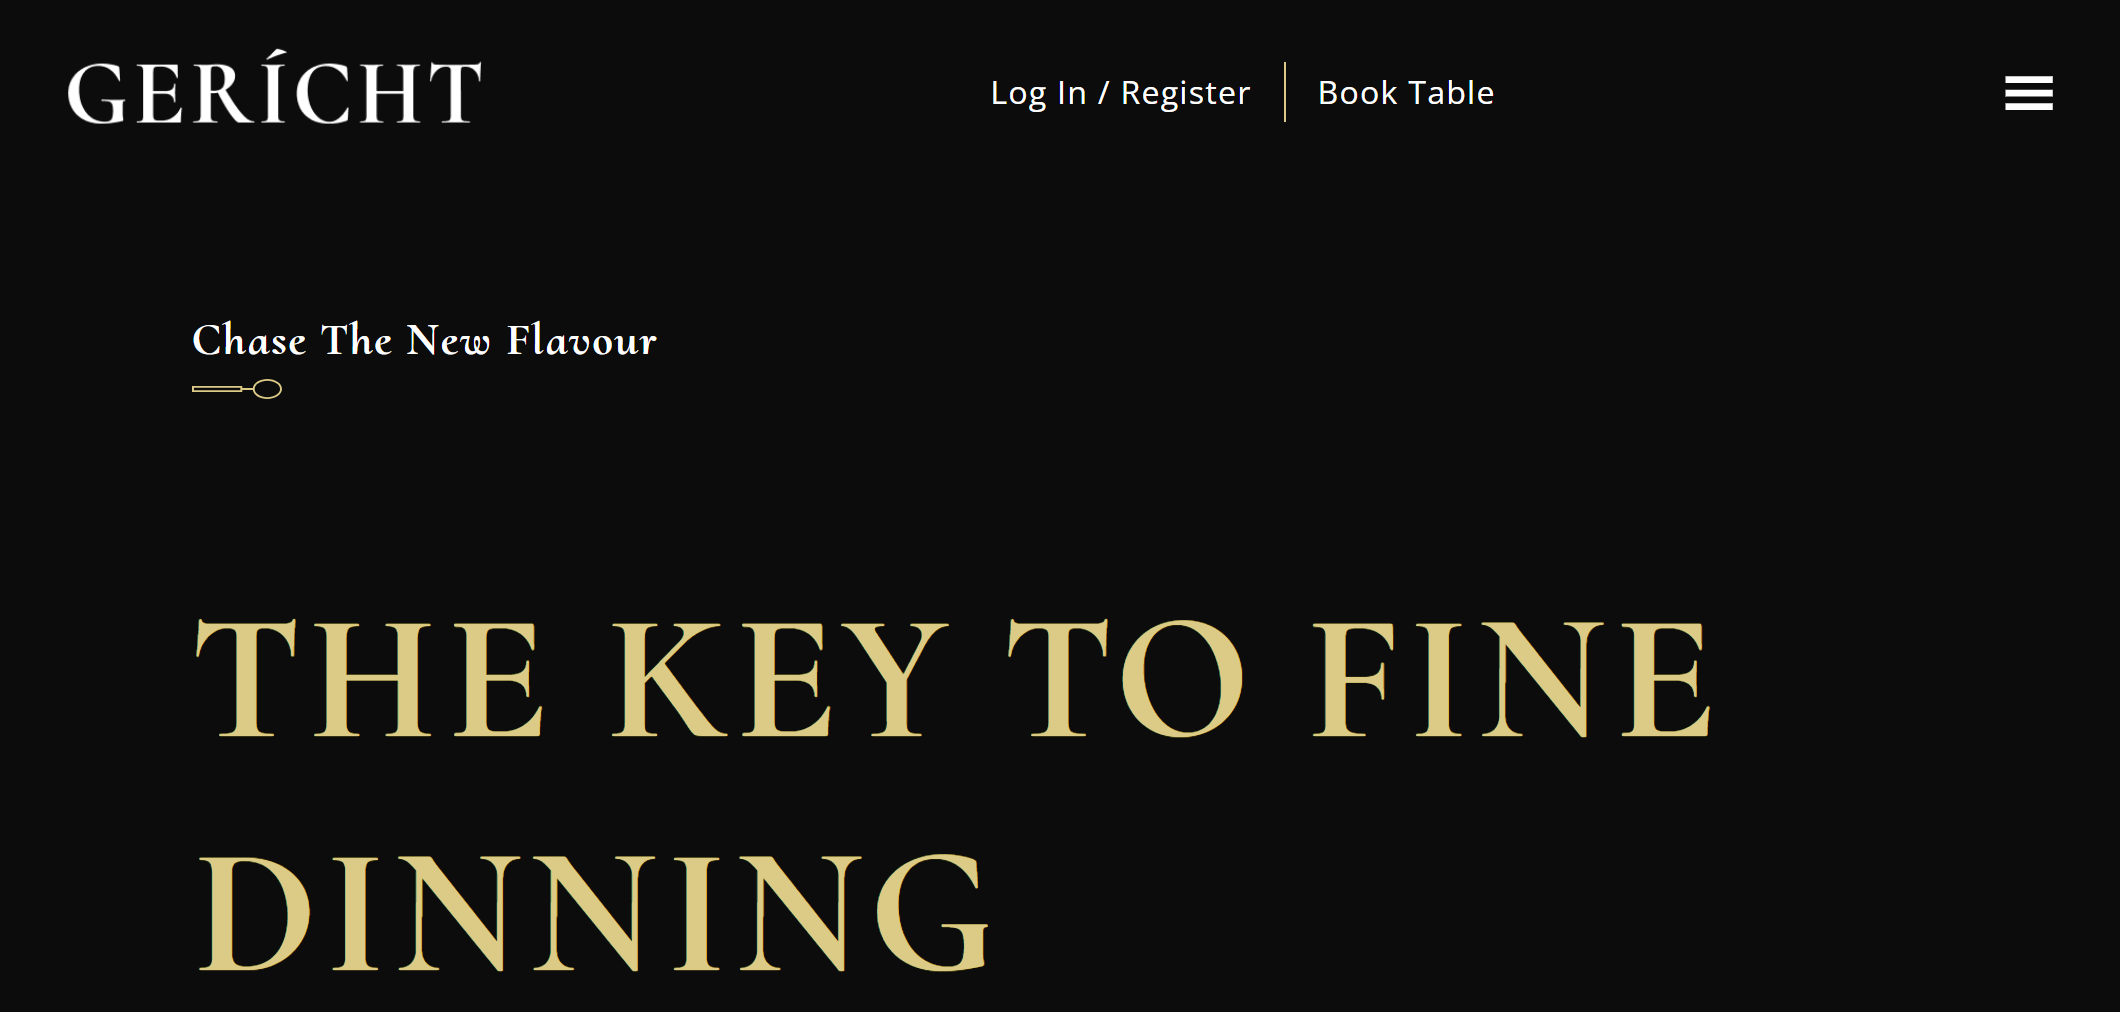 GERÍCHT
Log In / Register
Book Table
Chase The New Flavour
THE KEY TO FINE
DINNING